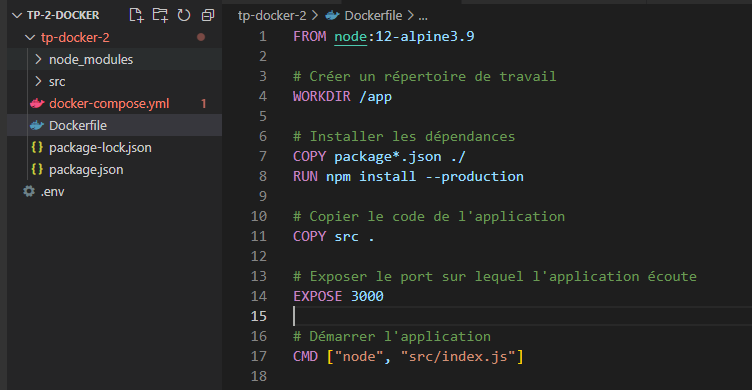 TP-2-DOCKER
tp-docker-2
node_modules
src
docker-compose.yml 1
Dockerfile
package-lock.json
package.json
.env
tp-docker-2 > Dockerfile > ...
1 FROM node:12-alpine3.9
2
3 # Créer un répertoire de travail
4 WORKDIR /app
5
6 # Installer les dépendances
7 COPY package*.json ./
8 RUN npm install --production
9
10 # Copier le code de l'application
11 COPY src .
12
13 # Exposer le port sur lequel l'application écoute
14 EXPOSE 3000
15
16 # Démarrer l'application
17 CMD ["node", "src/index.js"]
18